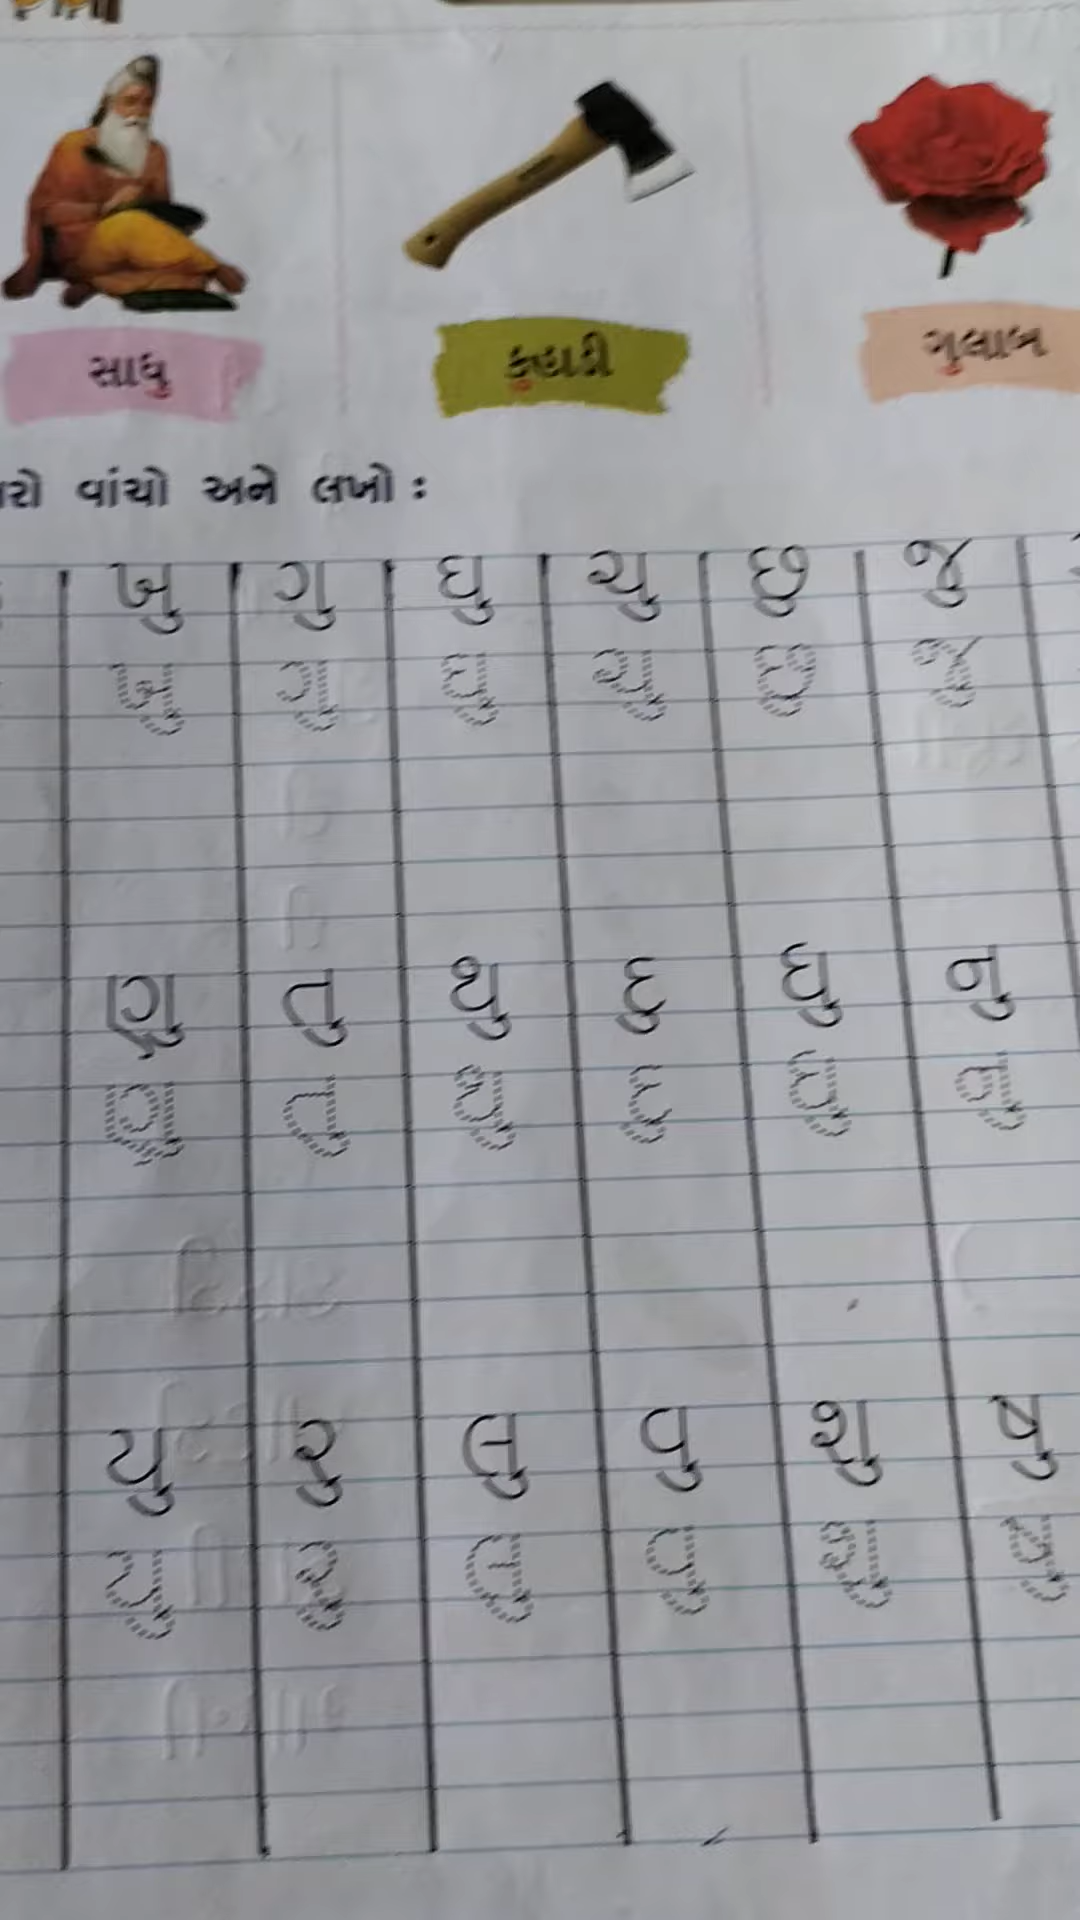 સાધુ કુહાડી ગુલાબ
વાંચો અને લખો :
ખુ ગુ ઘુ ચુ છુ જુ
ખુ ગુ ઘુ ચુ છુ જુ
ણુ તુ થુ દુ ધુ નુ
ણુ તુ થુ દુ ધુ નુ
યુ રુ લુ વુ શુ ષુ
યુ રુ લુ વુ શુ ષુ